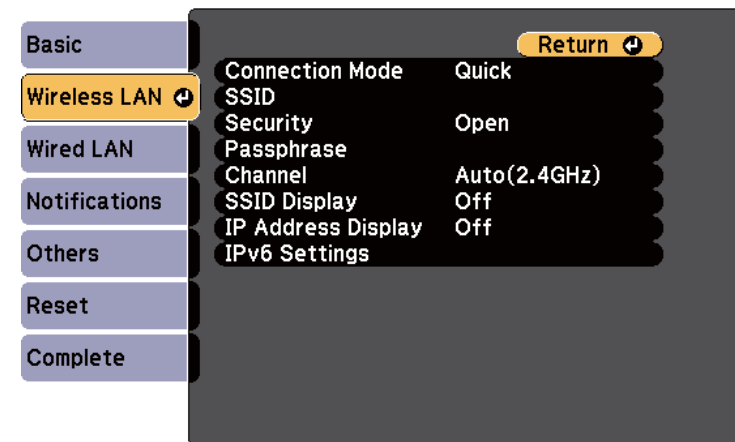 Basic
Wireless LAN
Wired LAN
Notifications
Others
Reset
Complete
Return
Connection Mode Quick
SSID
Security Open
Passphrase
Channel Auto(2.4GHz)
SSID Display Off
IP Address Display Off
IPv6 Settings